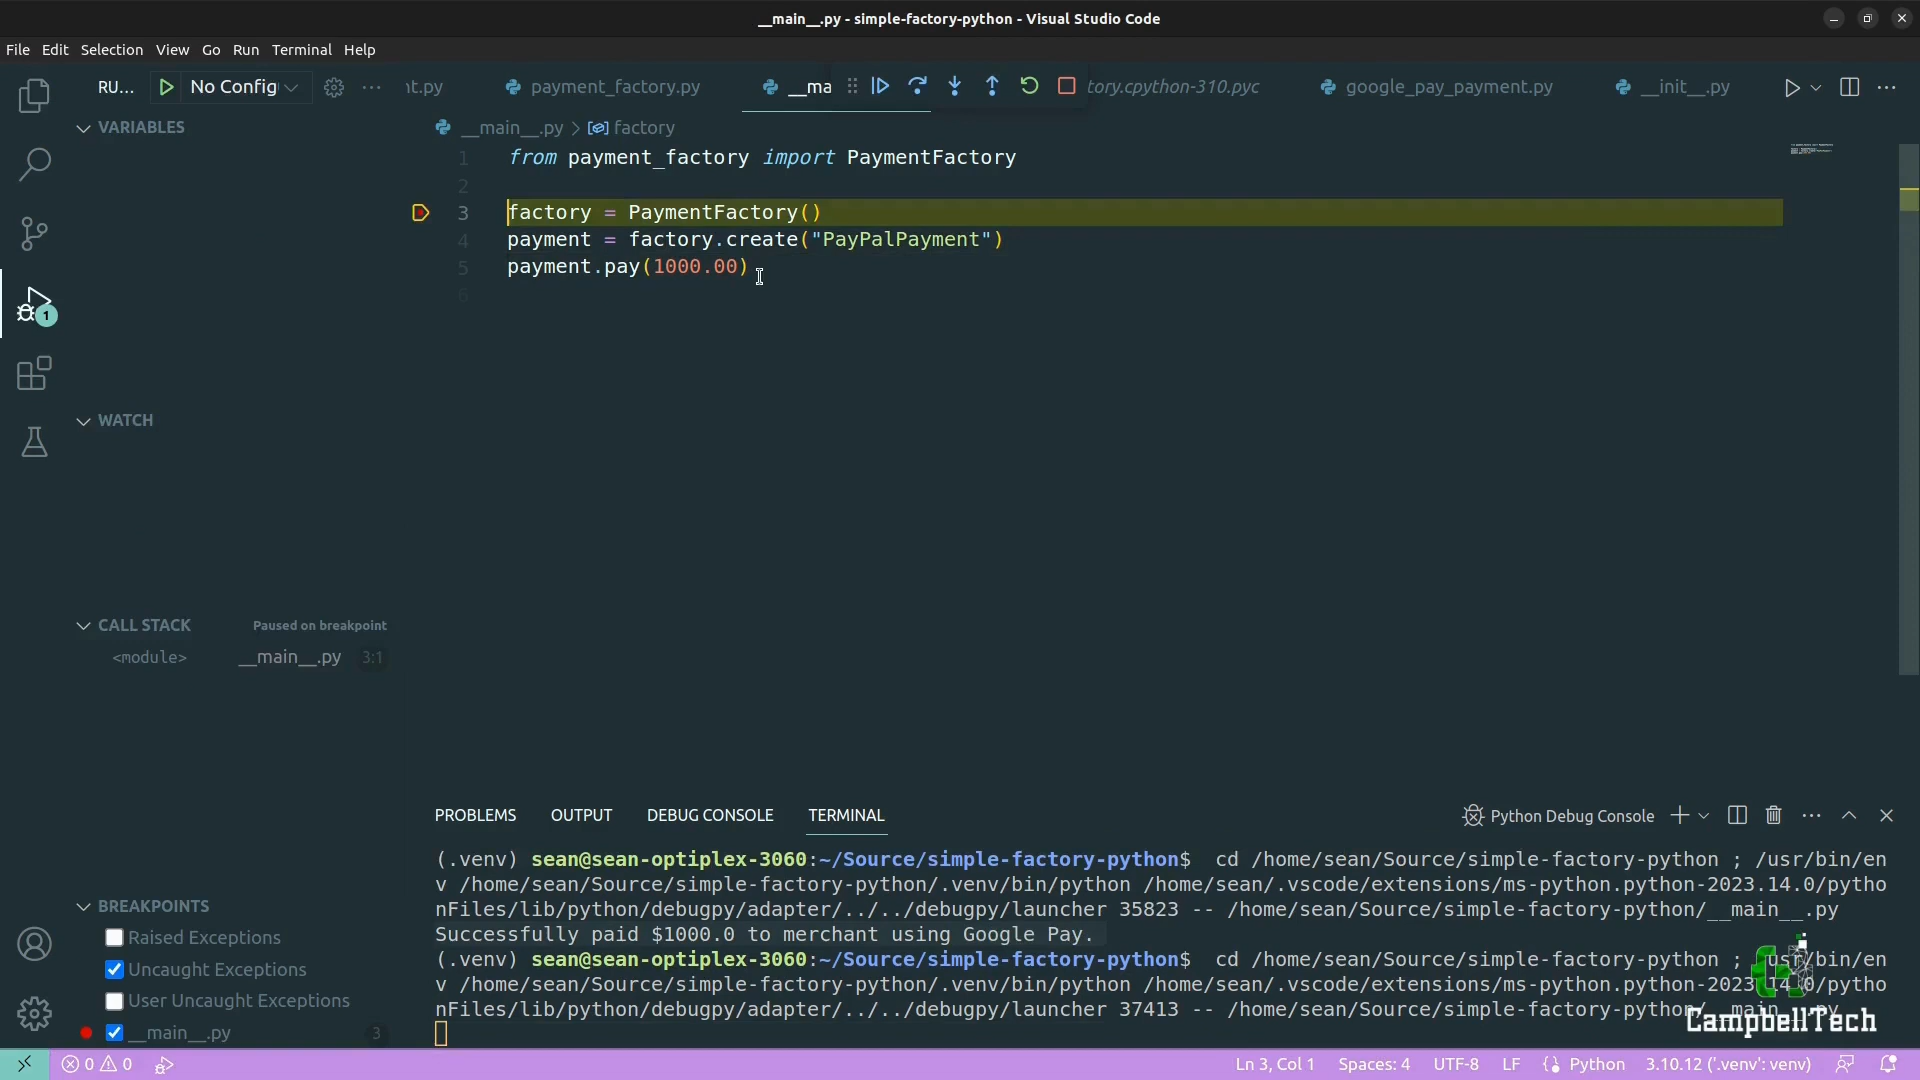 __main__.py - simple-factory-python - Visual Studio Code
File Edit Selection View Go Run Terminal Help
RU... No Config nt.py payment_factory.py __ma tory.cpython-310.pyc google_pay_payment.py __init__.py
VARIABLES
__main__.py > factory
1 from payment_factory import PaymentFactory
2
3 factory = PaymentFactory()
4 payment = factory.create("PayPalPayment")
5 payment.pay(1000.00)
6
1
WATCH
CALL STACK Paused on breakpoint
<module> __main__.py 3:1
BREAKPOINTS
Raised Exceptions
Uncaught Exceptions
User Uncaught Exceptions
__main__.py 3
PROBLEMS OUTPUT DEBUG CONSOLE TERMINAL Python Debug Console
(.venv) sean@sean-optiplex-3060:~/Source/simple-factory-python$ cd /home/sean/Source/simple-factory-python ; /usr/bin/en
v /home/sean/Source/simple-factory-python/.venv/bin/python /home/sean/.vscode/extensions/ms-python.python-2023.14.0/pytho
nFiles/lib/python/debugpy/adapter/../../debugpy/launcher 35823 -- /home/sean/Source/simple-factory-python/__main__.py
Successfully paid $1000.0 to merchant using Google Pay.
(.venv) sean@sean-optiplex-3060:~/Source/simple-factory-python$ cd /home/sean/Source/simple-factory-python ; /usr/bin/en
v /home/sean/Source/simple-factory-python/.venv/bin/python /home/sean/.vscode/extensions/ms-python.python-2023.14.0/pytho
nFiles/lib/python/debugpy/adapter/../../debugpy/launcher 37413 -- /home/sean/Source/simple-factory-python/__main__.py
CampbellTech
0 0 Ln 3, Col 1 Spaces: 4 UTF-8 LF Python 3.10.12 ('.venv': venv)